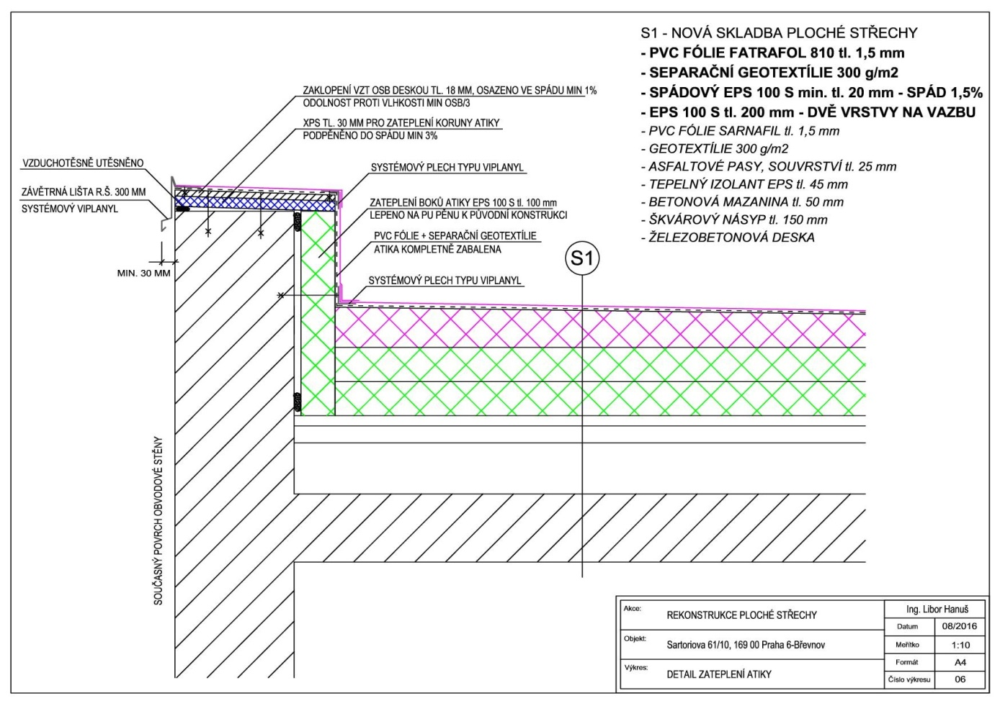 S1 - NOVÁ SKLADBA PLOCHÉ STŘECHY
- PVC FÓLIE FATRAFOL 810 tl. 1,5 mm
- SEPARAČNÍ GEOTEXTÍLIE 300 g/m2
- SPÁDOVÝ EPS 100 S min. tl. 20 mm - SPÁD 1,5%
- EPS 100 S tl. 200 mm - DVĚ VRSTVY NA VAZBU
- PVC FÓLIE SARNAFIL tl. 1,5 mm
- GEOTEXTÍLIE 300 g/m2
- ASFALTOVÉ PASY, SOUVRSTVÍ tl. 25 mm
- TEPELNÝ IZOLANT EPS tl. 45 mm
- BETONOVÁ MAZANINA tl. 50 mm
- ŠKVÁROVÝ NÁSYP tl. 150 mm
- ŽELEZOBETONOVÁ DESKA
ZAKLOPENÍ VZT OSB DESKOU TL. 18 MM, OSAZENO VE SPÁDU MIN 1%
ODOLNOST PROTI VLHKOSTI MIN OSB/3
XPS TL. 30 MM PRO ZATEPLENÍ KORUNY ATIKY
PODPĚNĚNO DO SPÁDU MIN 3%
VZDUCHOTĚSNĚ UTĚSNĚNO
ZÁVĚTRNÁ LIŠTA R.Š. 300 MM
SYSTÉMOVÝ VIPLANYL
SYSTÉMOVÝ PLECH TYPU VIPLANYL
ZATEPLENÍ BOKŮ ATIKY EPS 100 S tl. 100 mm
LEPENO NA PU PĚNU K PŮVODNÍ KONSTRUKCI
PVC FÓLIE + SEPARAČNÍ GEOTEXTÍLIE
ATIKA KOMPLETNĚ ZABALENA
SYSTÉMOVÝ PLECH TYPU VIPLANYL
S1
MIN. 30 MM
SOUČASNÝ POVRCH OBVODOVÉ STĚNY
Akce:
REKONSTRUKCE PLOCHÉ STŘECHY
Objekt:
Sartoriova 61/10, 169 00 Praha 6-Břevnov
Výkres:
DETAIL ZATEPLENÍ ATIKY
Ing. Libor Hanuš
Datum 08/2016
Meřítko 1:10
Formát A4
Číslo výkresu 06